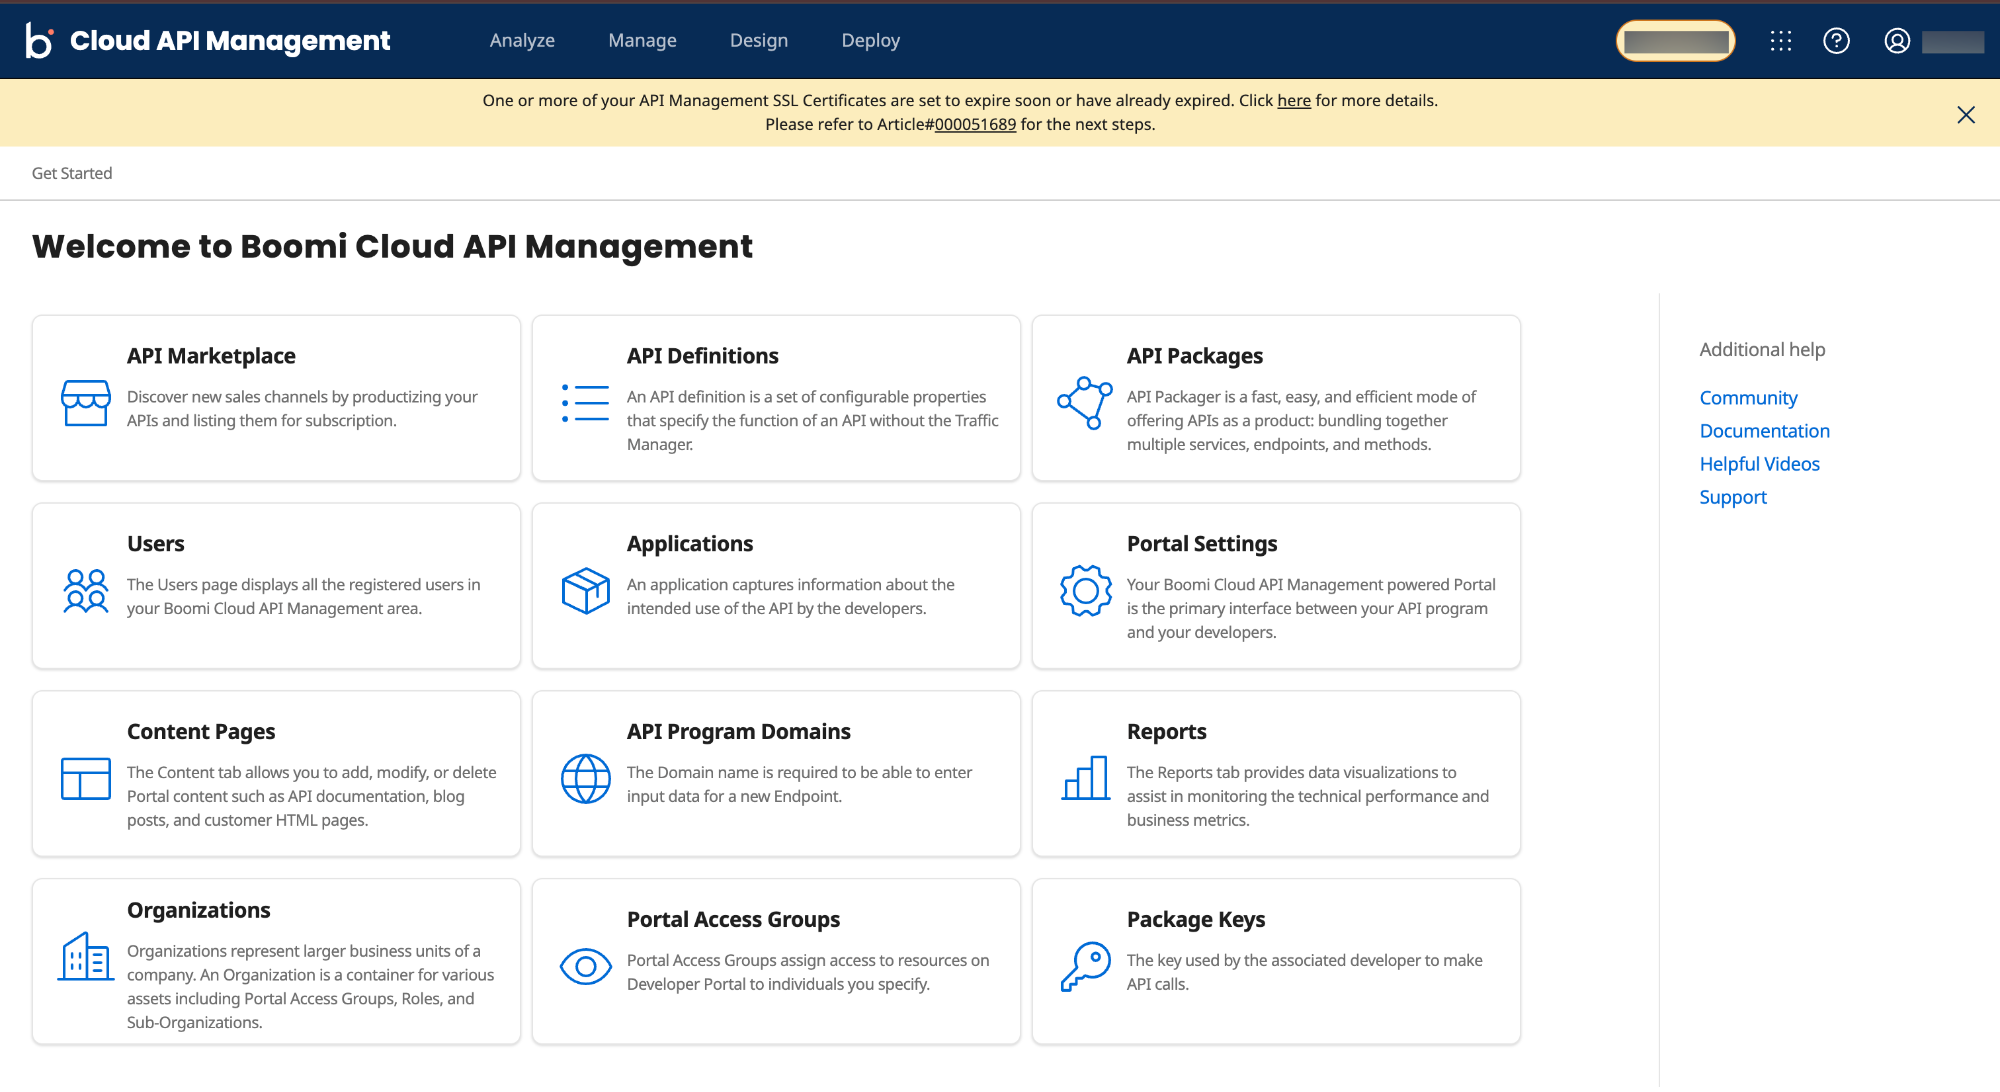 b Cloud API Management
Analyze
Manage
Design
Deploy
One or more of your API Management SSL Certificates are set to expire soon or have already expired. Click here for more details.
Please refer to Article#000051689 for the next steps.
Get Started
Welcome to Boomi Cloud API Management
API Marketplace
Discover new sales channels by productizing your
APIs and listing them for subscription.
API Definitions
An API definition is a set of configurable properties
that specify the function of an API without the Traffic
Manager.
API Packages
API Packager is a fast, easy, and efficient mode of
offering APIs as a product: bundling together
multiple services, endpoints, and methods.
Additional help
Community
Documentation
Helpful Videos
Support
Users
The Users page displays all the registered users in
your Boomi Cloud API Management area.
Applications
An application captures information about the
intended use of the API by the developers.
Portal Settings
Your Boomi Cloud API Management powered Portal
is the primary interface between your API program
and your developers.
Content Pages
The Content tab allows you to add, modify, or delete
Portal content such as API documentation, blog
posts, and customer HTML pages.
API Program Domains
The Domain name is required to be able to enter
input data for a new Endpoint.
Reports
The Reports tab provides data visualizations to
assist in monitoring the technical performance and
business metrics.
Organizations
Organizations represent larger business units of a
company. An Organization is a container for various
assets including Portal Access Groups, Roles, and
Sub-Organizations.
Portal Access Groups
Portal Access Groups assign access to resources on
Developer Portal to individuals you specify.
Package Keys
The key used by the associated developer to make
API calls.